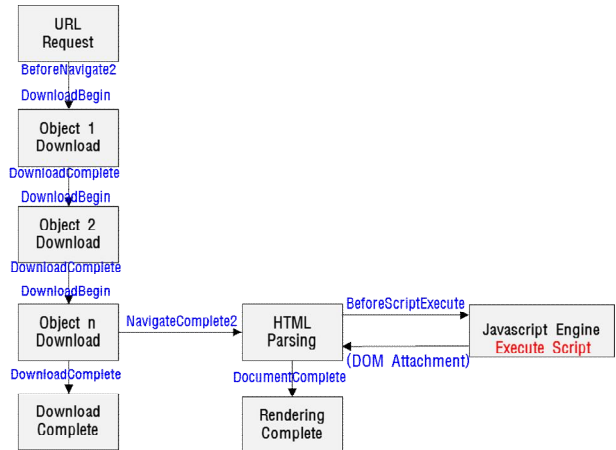 URL
Request
BeforeNavigate2
DownloadBegin
Object 1
Download
DownloadComplete
DownloadBegin
Object 2
Download
DownloadComplete
DownloadBegin
Object n
Download
NavigateComplete2
HTML
Parsing
BeforeScriptExecute
Javascript Engine
Execute Script
(DOM Attachment)
DownloadComplete
DocumentComplete
Download
Complete
Rendering
Complete